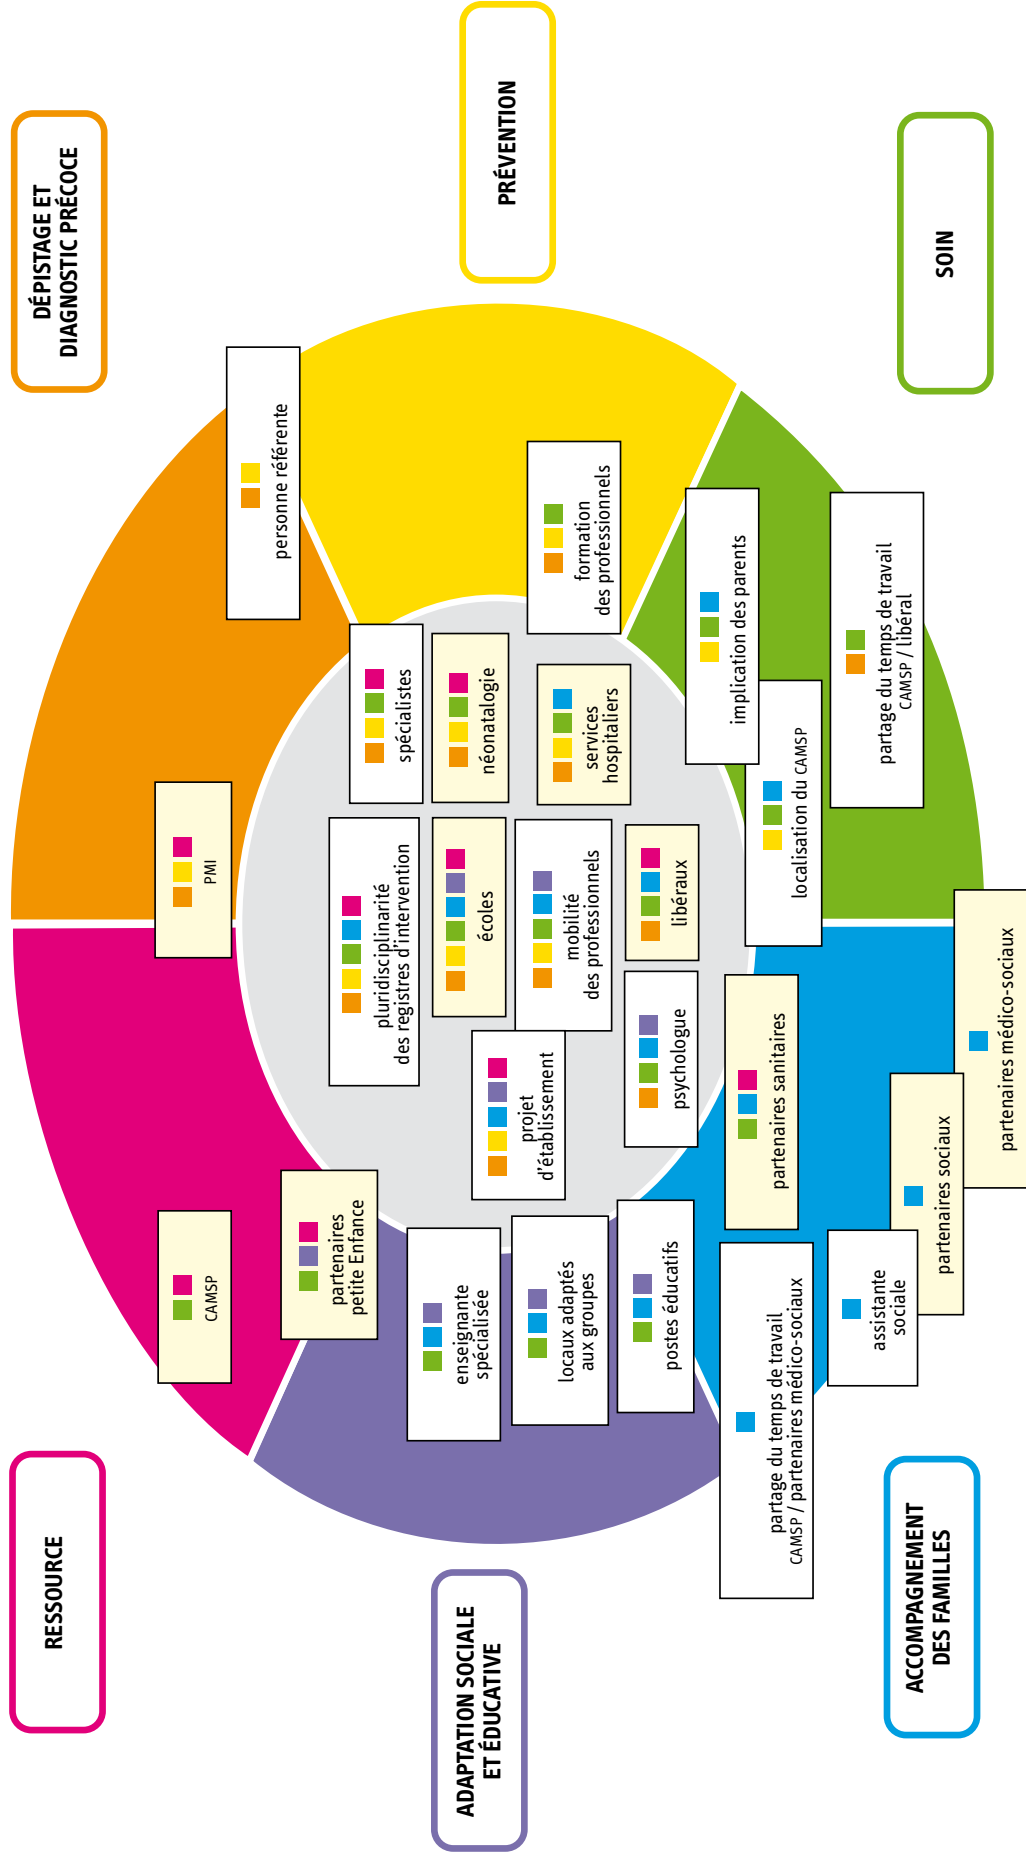 RESSOURCE
DÉPISTAGE ET
DIAGNOSTIC PRÉCOCE
ADAPTATION SOCIALE
ET ÉDUCATIVE
PRÉVENTION
ACCOMPAGNEMENT
DES FAMILLES
SOIN
CAMSP
PMI
personne référente
partenaires
petite Enfance
pluridisciplinarité
des registres d'intervention
spécialistes
enseignante
spécialisée
écoles
néonatalogie
projet
d'établissement
locaux adaptés
aux groupes
mobilité
des professionnels
services
hospitaliers
formation
des professionnels
postes éducatifs
psychologue
libéraux
implication des parents
partage du temps de travail
CAMSP / partenaires médico-sociaux
partenaires sanitaires
localisation du CAMSP
partage du temps de travail
CAMSP / libéral
assistante
sociale
partenaires sociaux
partenaires médico-sociaux